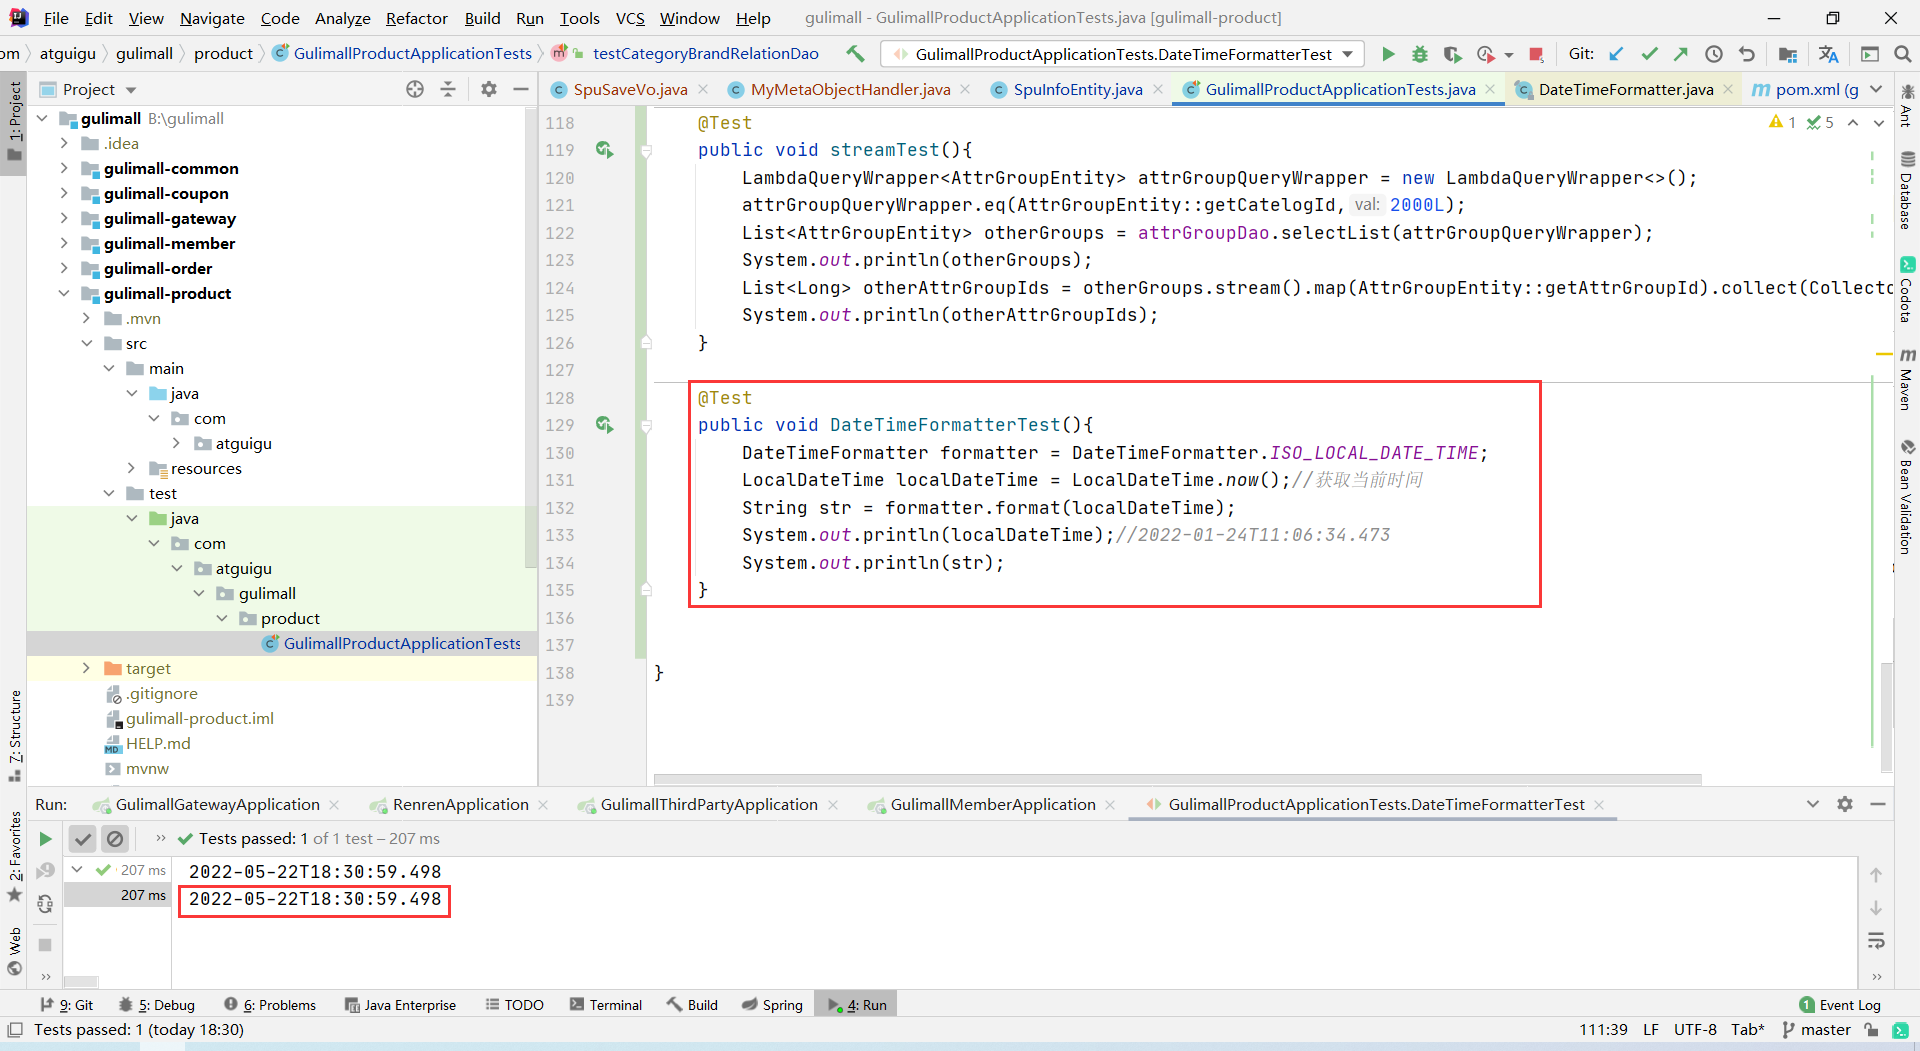 File Edit View Navigate Code Analyze Refactor Build Run Tools VCS Window Help gulimall - GulimallProductApplicationTests.java [gulimall-product]
om atguigu gulimall product GulimallProductApplicationTests testCategoryBrandRelationDao GulimallProductApplicationTests.DateTimeFormatterTest Git:
Project
SpuSaveVo.java MyMetaObjectHandler.java SpuInfoEntity.java GulimallProductApplicationTests.java DateTimeFormatter.java pom.xml (g
1: Project
7: Structure
2: Favorites
Web
gulimall B:\gulimall
.idea
gulimall-common
gulimall-coupon
gulimall-gateway
gulimall-member
gulimall-order
gulimall-product
.mvn
src
main
java
com
atguigu
resources
test
java
com
atguigu
gulimall
product
GulimallProductApplicationTests
target
.gitignore
gulimall-product.iml
HELP.md
mvnw
1 5
118 @Test
119 public void streamTest(){
120 LambdaQueryWrapper<AttrGroupEntity> attrGroupQueryWrapper = new LambdaQueryWrapper<>();
121 attrGroupQueryWrapper.eq(AttrGroupEntity::getCatelogId, val: 2000L);
122 List<AttrGroupEntity> otherGroups = attrGroupDao.selectList(attrGroupQueryWrapper);
123 System.out.println(otherGroups);
124 List<Long> otherAttrGroupIds = otherGroups.stream().map(AttrGroupEntity::getAttrGroupId).collect(Collecto
125 System.out.println(otherAttrGroupIds);
126 }
127
128 @Test
129 public void DateTimeFormatterTest(){
130 DateTimeFormatter formatter = DateTimeFormatter.ISO_LOCAL_DATE_TIME;
131 LocalDateTime localDateTime = LocalDateTime.now();//获取当前时间
132 String str = formatter.format(localDateTime);
133 System.out.println(localDateTime);//2022-01-24T11:06:34.473
134 System.out.println(str);
135 }
136
137
138 }
139
Ant
Database
Codota
Maven
Bean Validation
Run: GulimallGatewayApplication RenrenApplication GulimallThirdPartyApplication GulimallMemberApplication GulimallProductApplicationTests.DateTimeFormatterTest
Tests passed: 1 of 1 test – 207 ms
207 ms
207 ms
2022-05-22T18:30:59.498
2022-05-22T18:30:59.498
9: Git 5: Debug 6: Problems Java Enterprise TODO Terminal Build Spring 4: Run 1 Event Log
Tests passed: 1 (today 18:30) 111:39 LF UTF-8 Tab* master